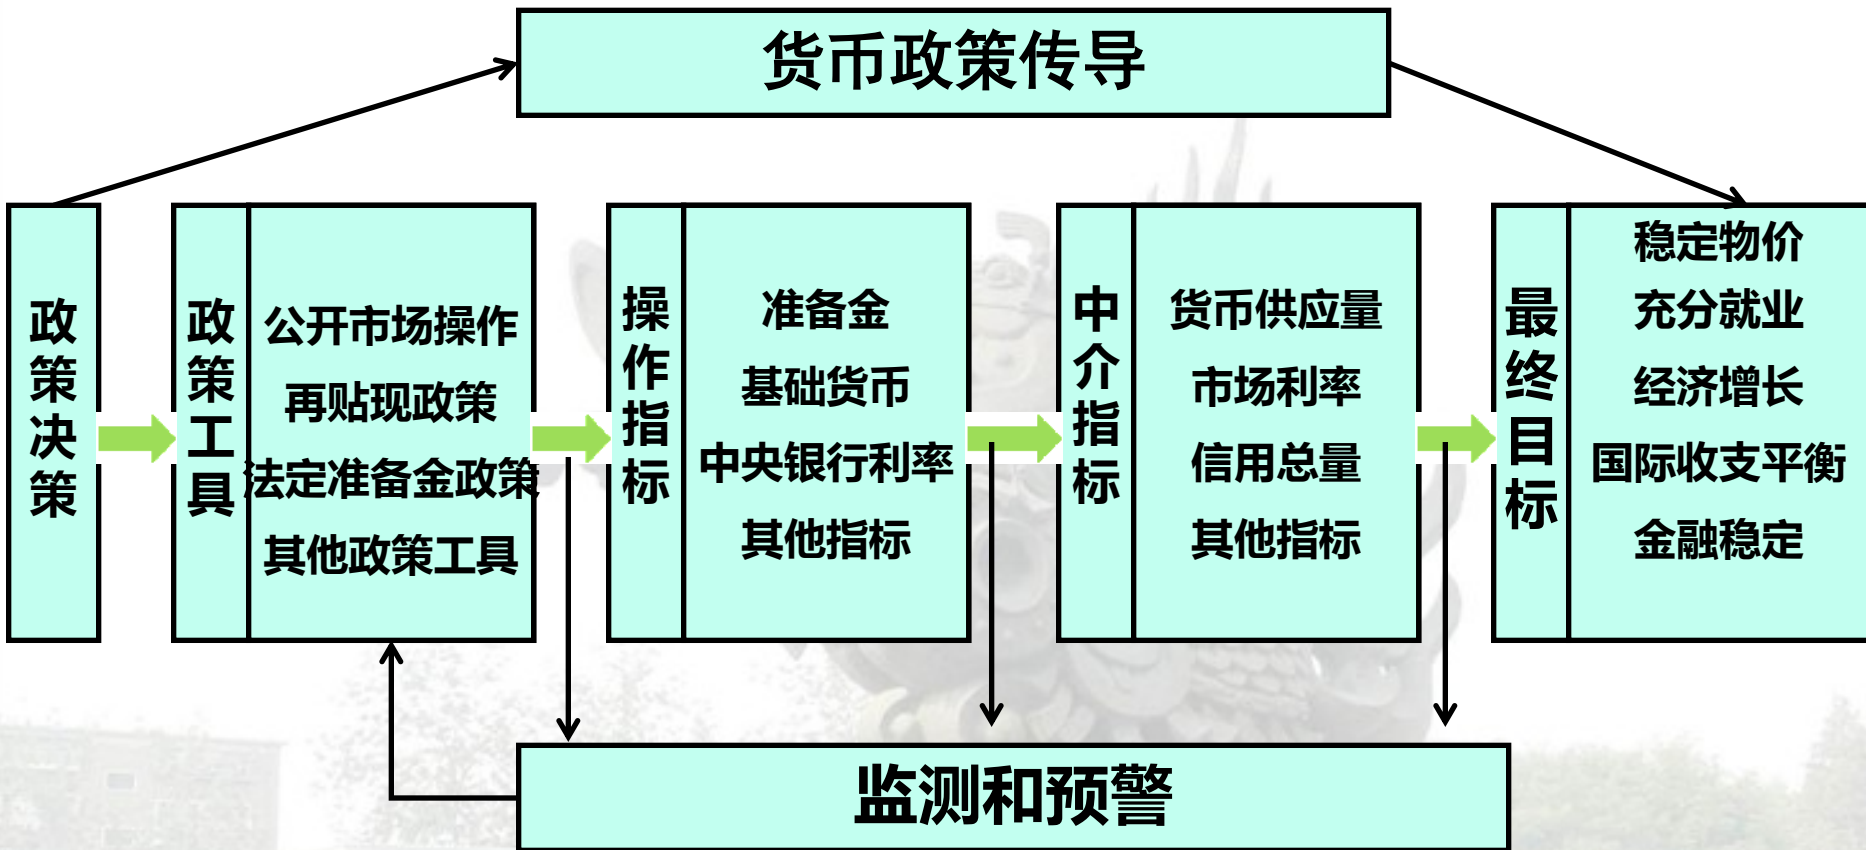 货币政策传导
政策决策
政策工具
公开市场操作
再贴现政策
法定准备金政策
其他政策工具
操作指标
准备金
基础货币
中央银行利率
其他指标
中介指标
货币供应量
市场利率
信用总量
其他指标
最终目标
稳定物价
充分就业
经济增长
国际收支平衡
金融稳定
监测和预警